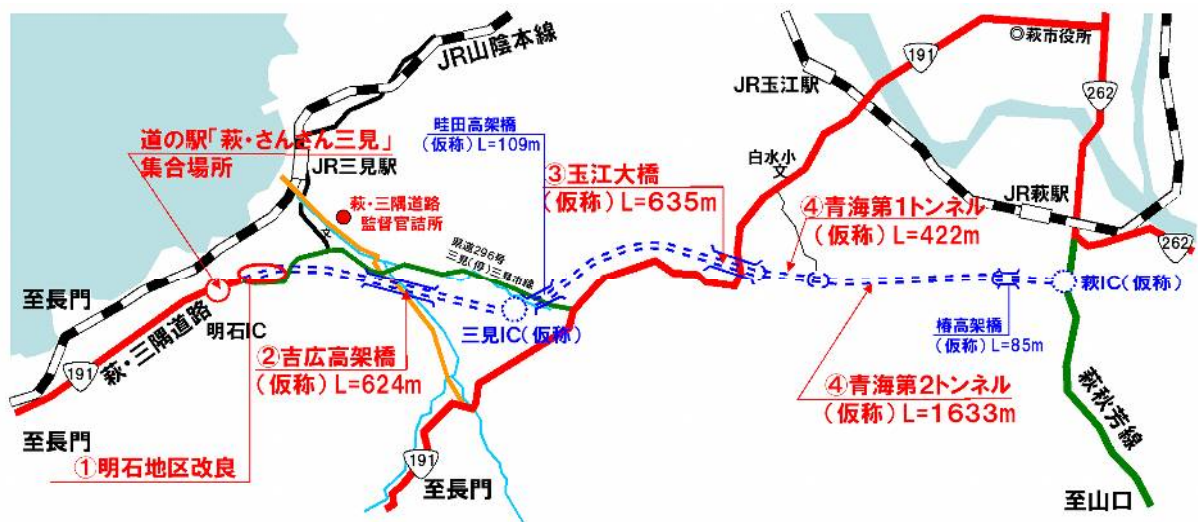 JR山陰本線
191
◎萩市役所
262
JR玉江駅
道の駅「萩・さんさん三見」
集合場所
畦田高架橋
(仮称) L=109m
白水小
文
JR三見駅
③玉江大橋
(仮称) L=635m
JR萩駅
④青海第1トンネル
(仮称) L=422m
萩・三隅道路
監督官詰所
文
県道296号
三見(停)三見市線
262
至長門
萩・三隅道路
明石IC
三見IC(仮称)
萩IC(仮称)
②吉広高架橋
(仮称) L=624m
椿高架橋
(仮称) L=85m
191
④青海第2トンネル
(仮称) L=1633m
萩秋芳線
至長門
①明石地区改良
191
至長門
至山口